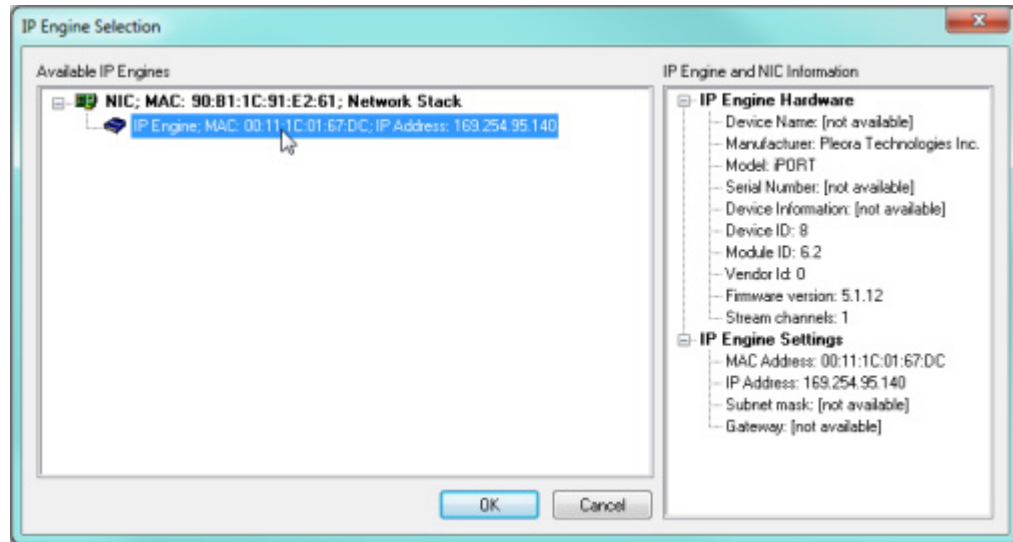 IP Engine Selection
Available IP Engines
NIC; MAC: 90:B1:1C:91:E2:61; Network Stack
IP Engine; MAC: 00:11:1C:01:67:DC; IP Address: 169.254.95.140
OK
Cancel
IP Engine and NIC Information
IP Engine Hardware
Device Name: [not available]
Manufacturer: Pleora Technologies Inc.
Model: iPORT
Serial Number: [not available]
Device Information: [not available]
Device ID: 8
Module ID: 6.2
Vendor Id: 0
Firmware version: 5.1.12
Stream channels: 1
IP Engine Settings
MAC Address: 00:11:1C:01:67:DC
IP Address: 169.254.95.140
Subnet mask: [not available]
Gateway: [not available]